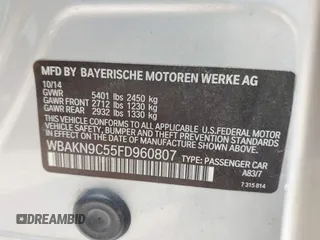 MFD BY BAYERISCHE MOTOREN WERKE AG
10/14
GVWR 5401 lbs 2450 kg
GAWR FRONT 2712 lbs 1230 kg
GAWR REAR 2932 lbs 1330 kg
THIS VEHICLE CONFORMS TO ALL APPLICABLE FEDERAL MOTOR VEHICLE SAFETY, BUMPER, AND THEFT PREVENTION STANDARDS IN EFFECT ON THE DATE OF MANUFACTURE SHOWN ABOVE.
WBAKN9C55FD960807 TYPE: PASSENGER CAR
A83/7
7 315 814
DREAMBID
DREAMBID.COM